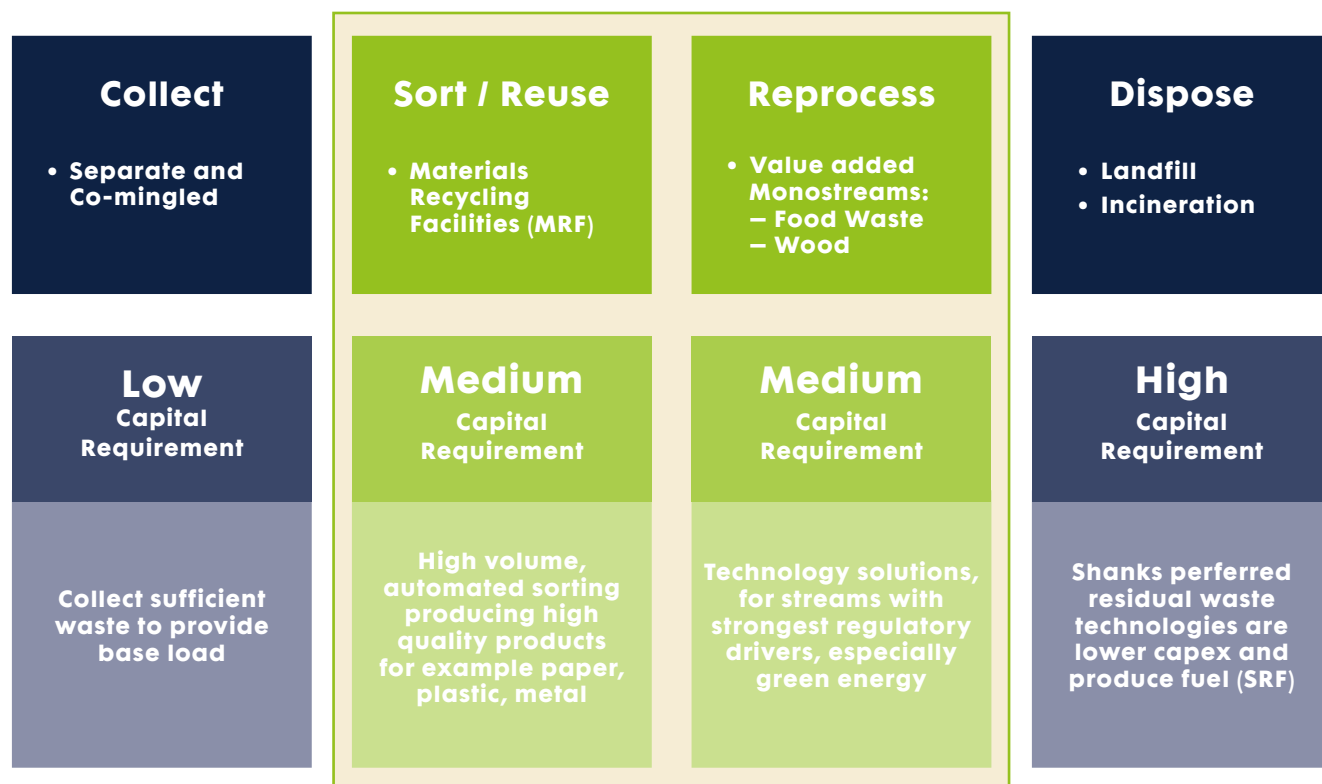 Collect
• Separate and
Co-mingled
Sort / Reuse
• Materials
Recycling
Facilities (MRF)
Reprocess
• Value added
Monostreams:
– Food Waste
– Wood
Dispose
• Landfill
• Incineration
Low
Capital
Requirement
Medium
Capital
Requirement
Medium
Capital
Requirement
High
Capital
Requirement
Collect sufficient
waste to provide
base load
High volume,
automated sorting
producing high
quality products
for example paper,
plastic, metal
Technology solutions,
for streams with
strongest regulatory
drivers, especially
green energy
Shanks perferred
residual waste
technologies are
lower capex and
produce fuel (SRF)